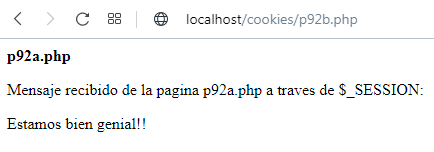 localhost/cookies/p92b.php
p92a.php
Mensaje recibido de la pagina p92a.php a traves de $_SESSION:
Estamos bien genial!!